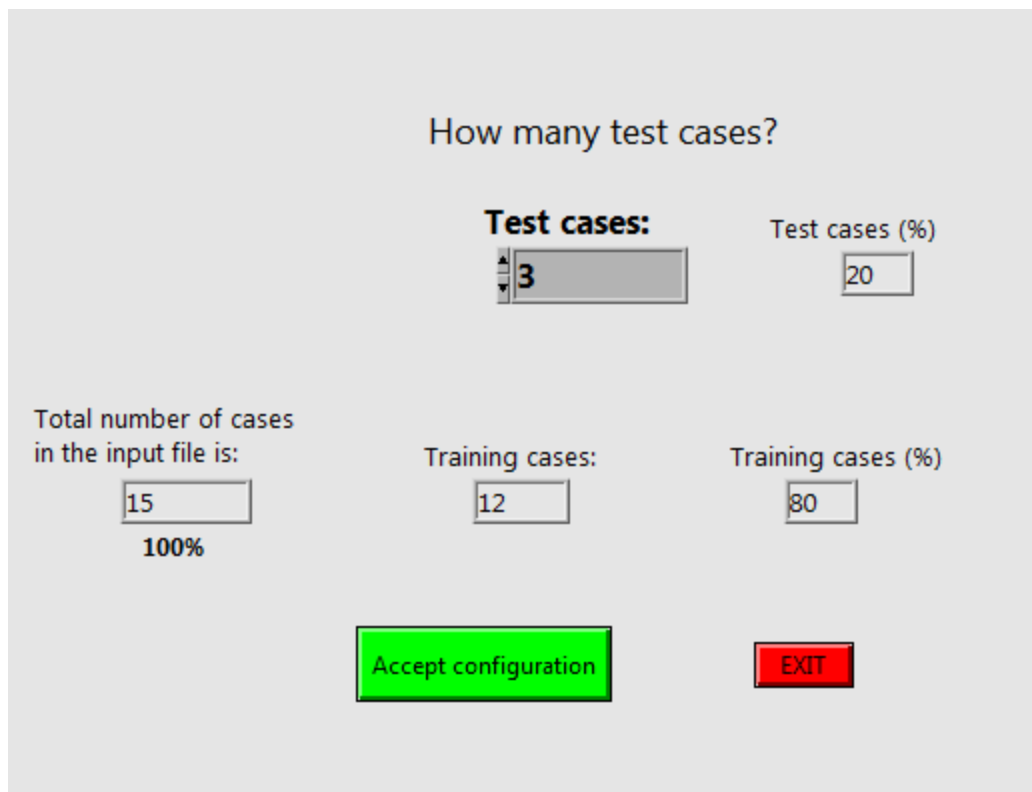 How many test cases?
Test cases:
Test cases (%)
3
20
Total number of cases
in the input file is:
Training cases:
Training cases (%)
15
12
80
100%
Accept configuration
EXIT